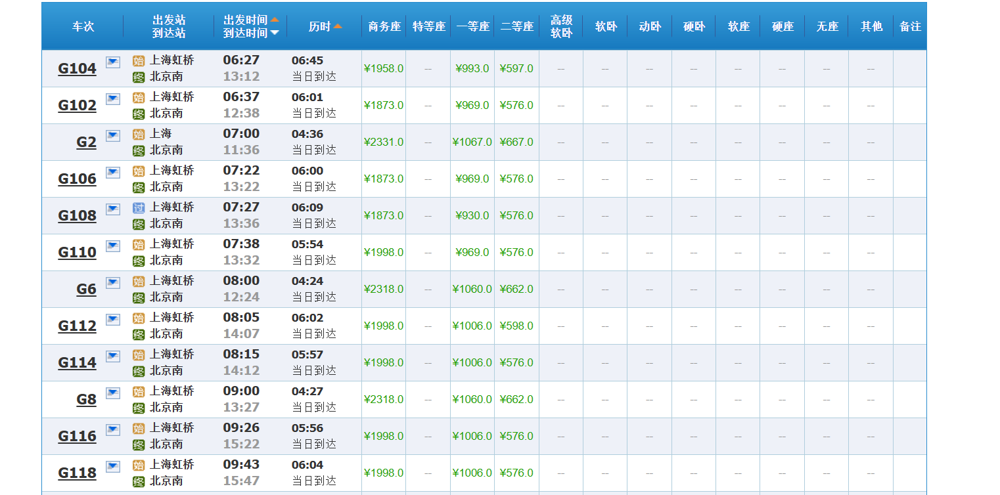 车次 出发站 到达站 出发时间 到达时间 历时 商务座 特等座 一等座 二等座 高级软卧 软卧 动卧 硬卧 软座 硬座 无座 其他 备注
G104 始 上海虹桥 06:27 06:45 ¥1958.0 -- ¥993.0 ¥597.0 -- -- -- -- -- -- -- --
终 北京南 13:12 当日到达
G102 始 上海虹桥 06:37 06:01 ¥1873.0 -- ¥969.0 ¥576.0 -- -- -- -- -- -- -- --
终 北京南 12:38 当日到达
G2 始 上海 07:00 04:36 ¥2331.0 -- ¥1067.0 ¥667.0 -- -- -- -- -- -- -- --
终 北京南 11:36 当日到达
G106 始 上海虹桥 07:22 06:00 ¥1873.0 -- ¥969.0 ¥576.0 -- -- -- -- -- -- -- --
终 北京南 13:22 当日到达
G108 过 上海虹桥 07:27 06:09 ¥1873.0 -- ¥930.0 ¥576.0 -- -- -- -- -- -- -- --
终 北京南 13:36 当日到达
G110 始 上海虹桥 07:38 05:54 ¥1998.0 -- ¥969.0 ¥576.0 -- -- -- -- -- -- -- --
终 北京南 13:32 当日到达
G6 始 上海虹桥 08:00 04:24 ¥2318.0 -- ¥1060.0 ¥662.0 -- -- -- -- -- -- -- --
终 北京南 12:24 当日到达
G112 始 上海虹桥 08:05 06:02 ¥1998.0 -- ¥1006.0 ¥598.0 -- -- -- -- -- -- -- --
终 北京南 14:07 当日到达
G114 始 上海虹桥 08:15 05:57 ¥1998.0 -- ¥1006.0 ¥576.0 -- -- -- -- -- -- -- --
终 北京南 14:12 当日到达
G8 始 上海虹桥 09:00 04:27 ¥2318.0 -- ¥1060.0 ¥662.0 -- -- -- -- -- -- -- --
终 北京南 13:27 当日到达
G116 始 上海虹桥 09:26 05:56 ¥1998.0 -- ¥1006.0 ¥576.0 -- -- -- -- -- -- -- --
终 北京南 15:22 当日到达
G118 始 上海虹桥 09:43 06:04 ¥1998.0 -- ¥1006.0 ¥576.0 -- -- -- -- -- -- -- --
终 北京南 15:47 当日到达